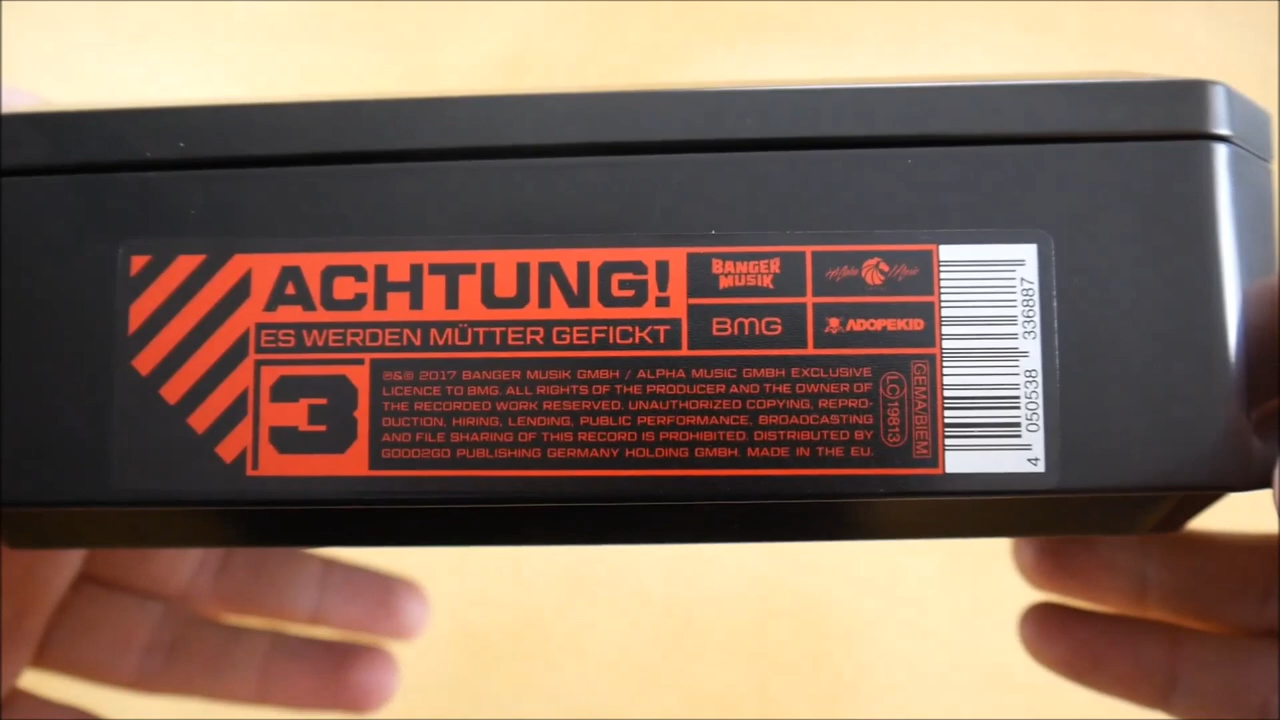 ACHTUNG!
ES WERDEN MÜTTER GEFICKT
BANGER
MUSIK
Alpha Music
BMG
ADOPEKID
3
℗&© 2017 BANGER MUSIK GMBH / ALPHA MUSIC GMBH EXCLUSIVE
LICENCE TO BMG. ALL RIGHTS OF THE PRODUCER AND THE OWNER OF
THE RECORDED WORK RESERVED. UNAUTHORIZED COPYING, REPRO-
DUCTION, HIRING, LENDING, PUBLIC PERFORMANCE, BROADCASTING
AND FILE SHARING OF THIS RECORD IS PROHIBITED. DISTRIBUTED BY
GOOD2GO PUBLISHING GERMANY HOLDING GMBH. MADE IN THE EU.
LC 19813
GEMA/BIEM
4 050538 336887